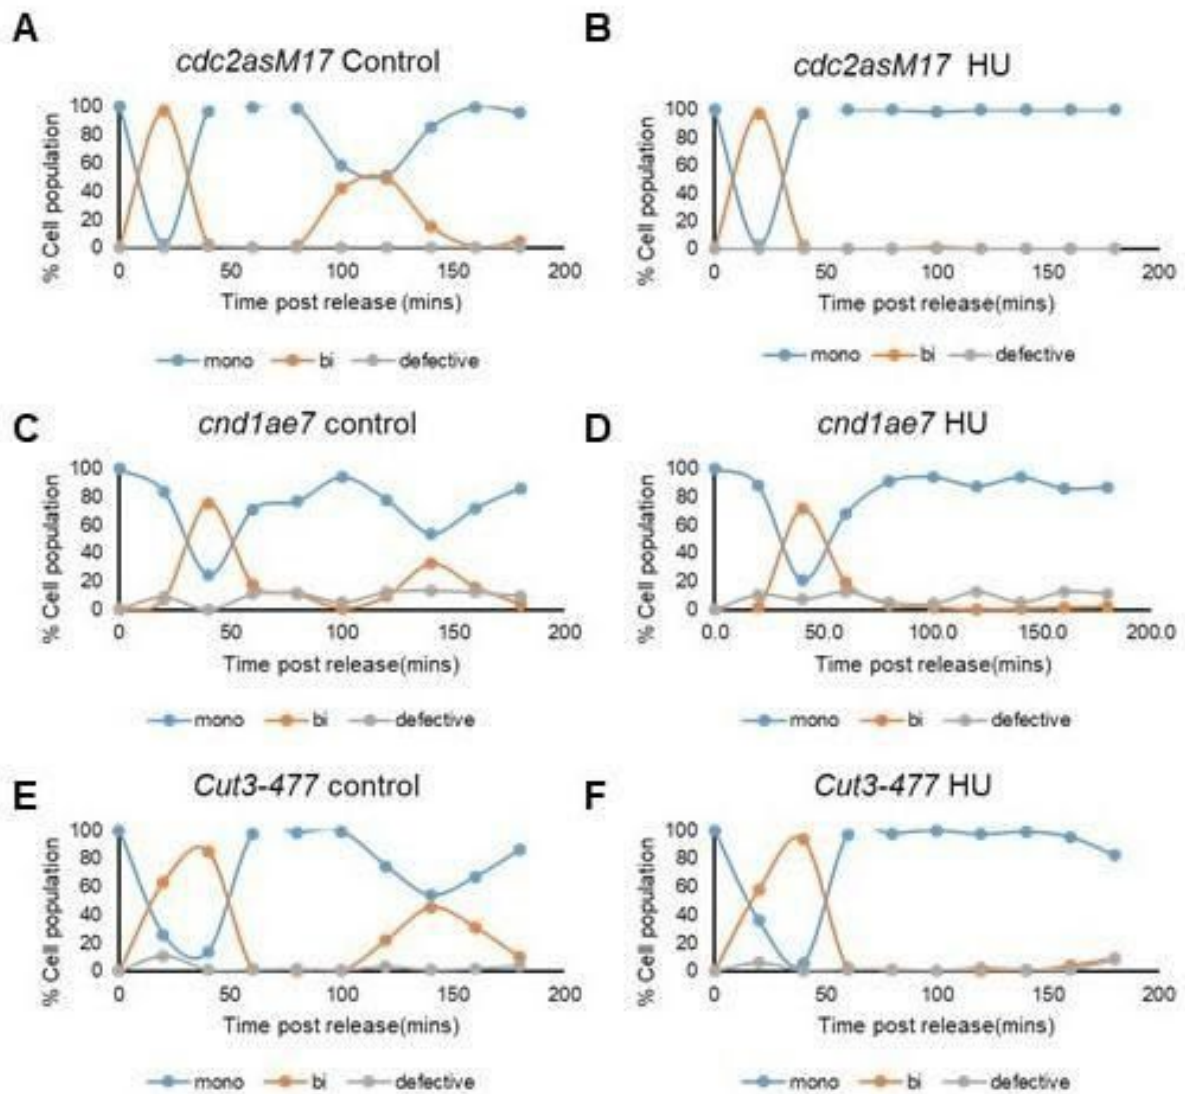 A
B
cdc2asM17 Control
cdc2asM17 HU
% Cell population
100
80
60
40
20
0
0 50 100 150 200
Time post release (mins)
mono bi defective
% Cell population
100
80
60
40
20
0
0 50 100 150 200
Time post release(mins)
mono bi defective
C
D
cnd1ae7 control
cnd1ae7 HU
% Cell population
100
80
60
40
20
0
0 50 100 150 200
Time post release(mins)
mono bi defective
% Cell population
100
80
60
40
20
0
0.0 50.0 100.0 150.0 200.0
Time post release(mins)
mono bi defective
E
F
Cut3-477 control
Cut3-477 HU
% Cell population
100
80
60
40
20
0
0 50 100 150 200
Time post release(mins)
mono bi defective
% Cell population
100
80
60
40
20
0
0 50 100 150 200
Time post release(mins)
mono bi defective